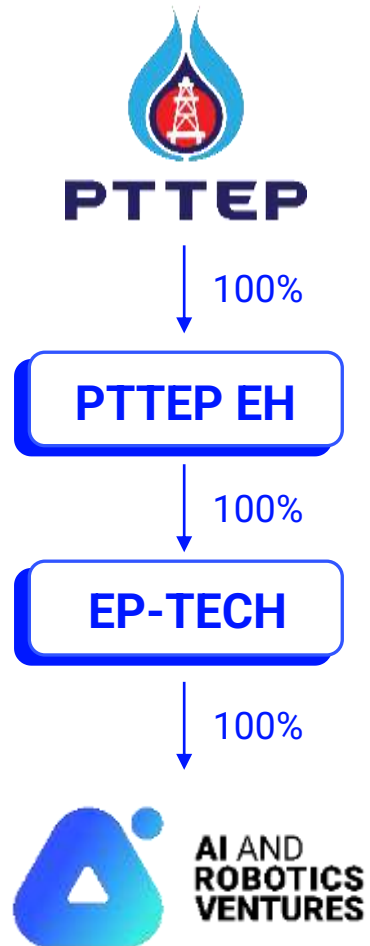 PTTEP
100%
PTTEP EH
100%
EP-TECH
100%
AI AND
ROBOTICS
VENTURES